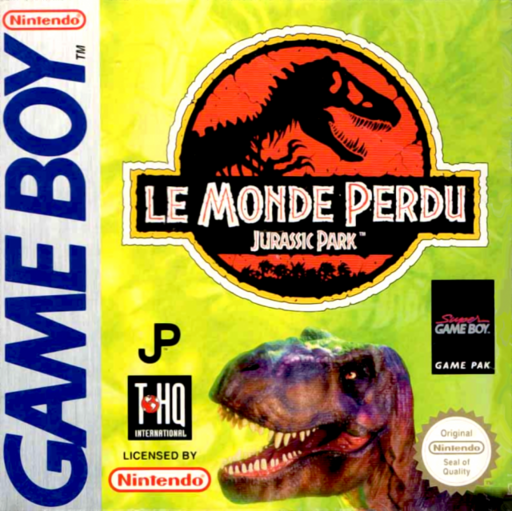 Nintendo
GAME BOY™
LE MONDE PERDU
JURASSIC PARK™
Super
GAME BOY.
GAME PAK
JP
T·HQ
INTERNATIONAL
LICENSED BY
Nintendo
Original
Nintendo
Seal of
Quality